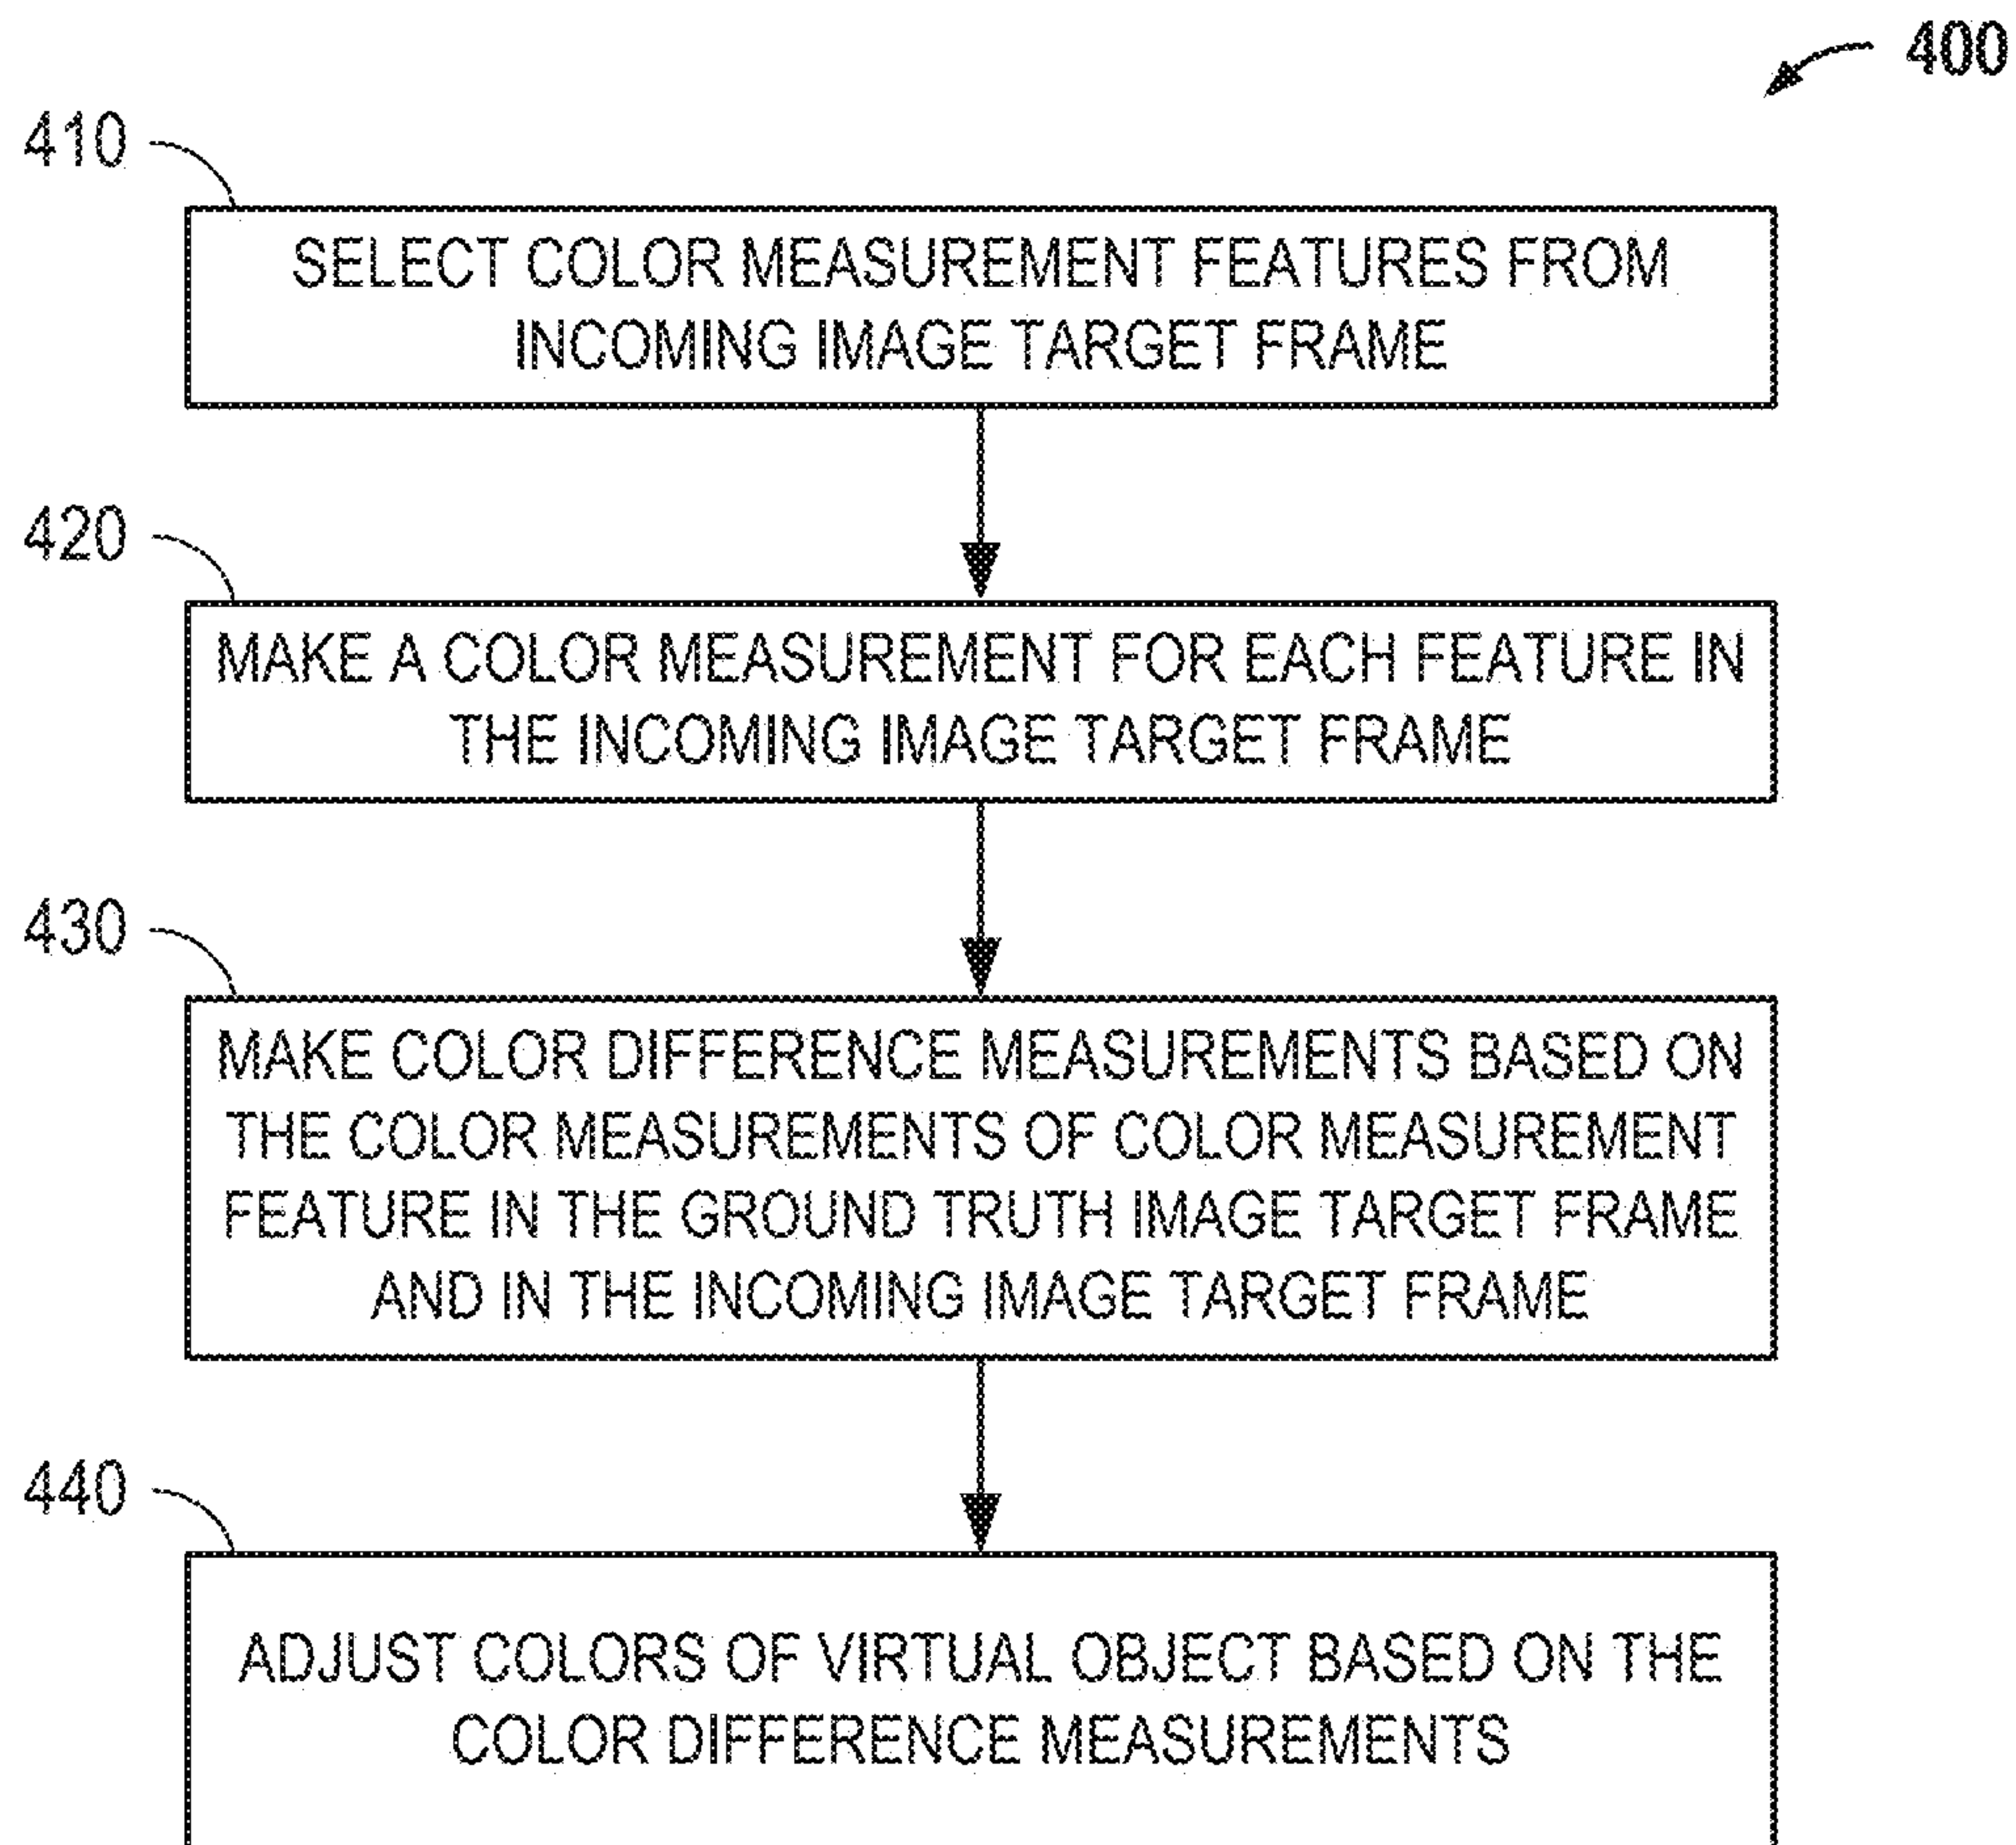 400
410
SELECT COLOR MEASUREMENT FEATURES FROM
INCOMING IMAGE TARGET FRAME
420
MAKE A COLOR MEASUREMENT FOR EACH FEATURE IN
THE INCOMING IMAGE TARGET FRAME
430
MAKE COLOR DIFFERENCE MEASUREMENTS BASED ON
THE COLOR MEASUREMENTS OF COLOR MEASUREMENT
FEATURE IN THE GROUND TRUTH IMAGE TARGET FRAME
AND IN THE INCOMING IMAGE TARGET FRAME
440
ADJUST COLORS OF VIRTUAL OBJECT BASED ON THE
COLOR DIFFERENCE MEASUREMENTS